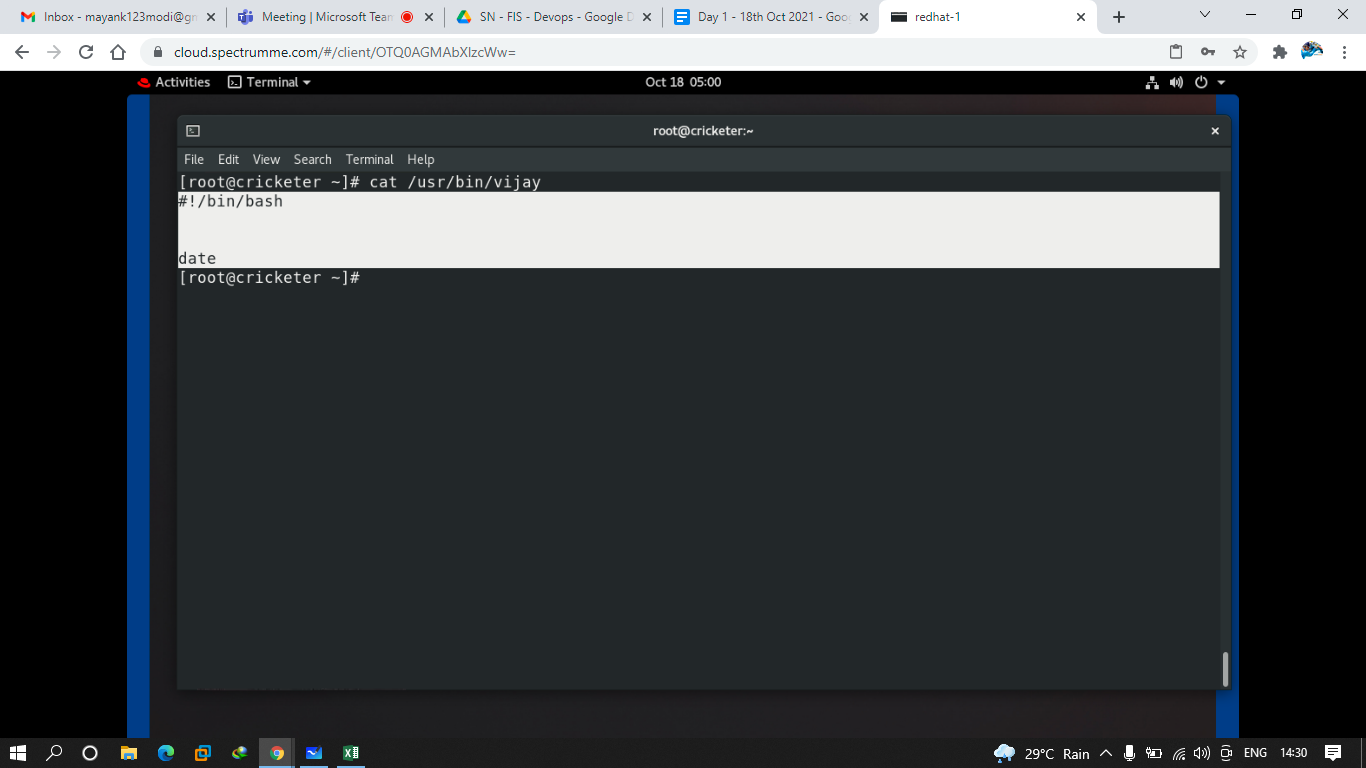 Inbox - mayank123modi@gm
Meeting | Microsoft Team
SN - FIS - Devops - Google D
Day 1 - 18th Oct 2021 - Goo
redhat-1
cloud.spectrumme.com/#/client/OTQ0AGMAbXlzcWw=
Activities
Terminal
Oct 18 05:00
root@cricketer:~
File Edit View Search Terminal Help
[root@cricketer ~]# cat /usr/bin/vijay
#!/bin/bash
date
[root@cricketer ~]#
29°C Rain
ENG
14:30